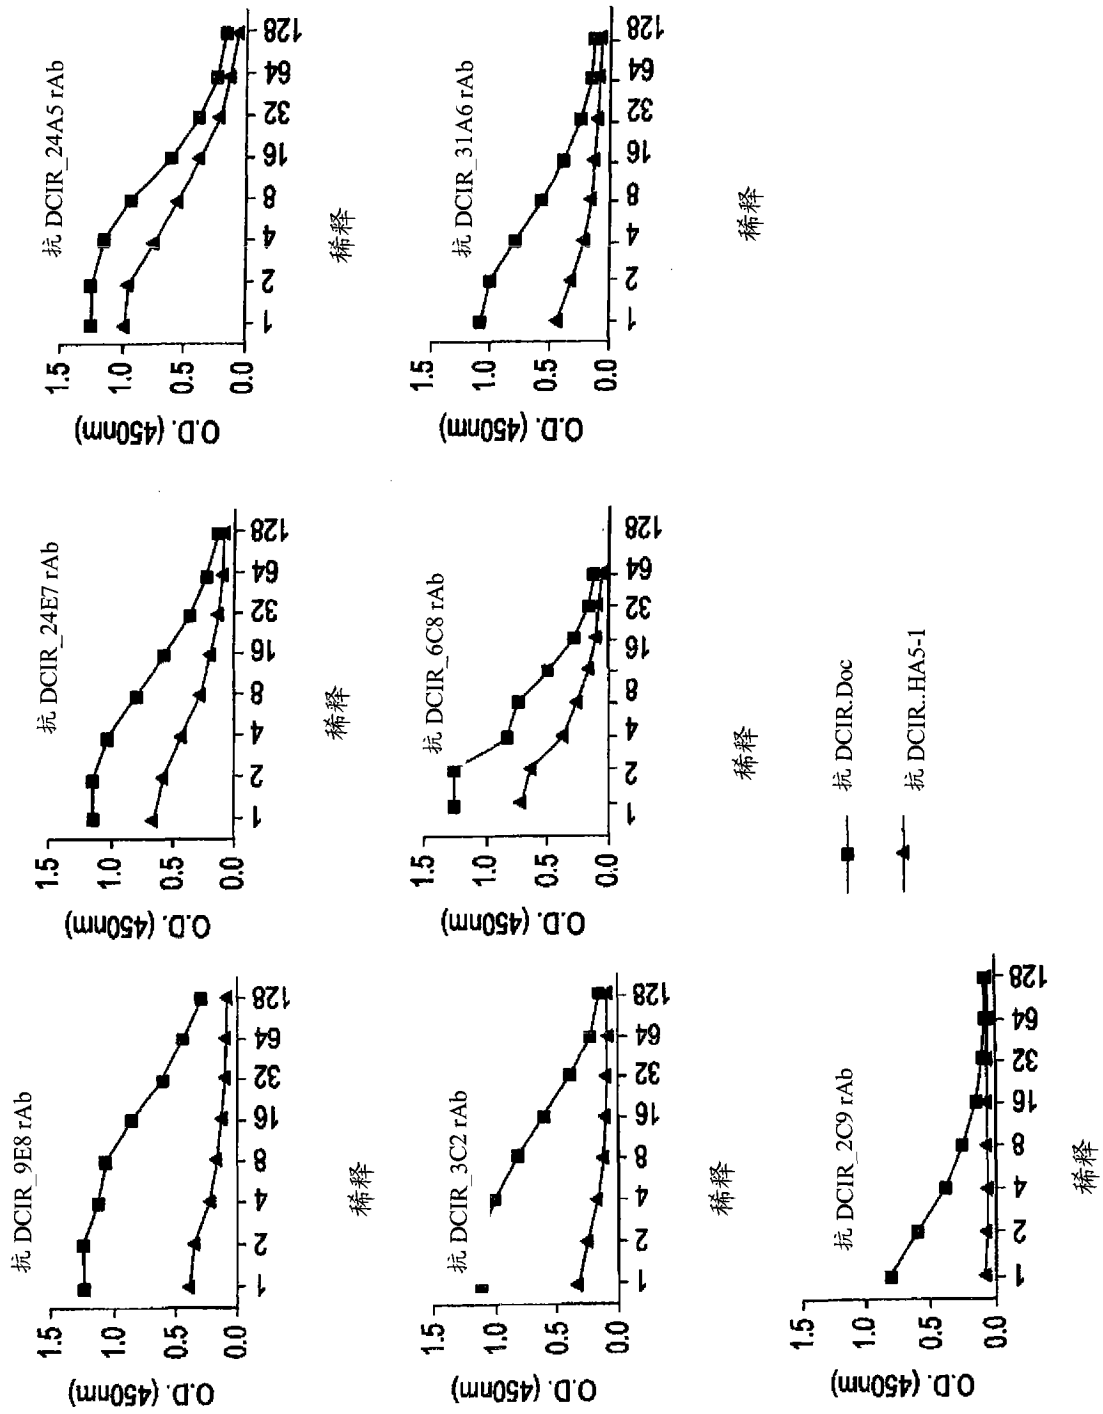 抗 DCIR_9E8 rAb
O.D. (450nm)
1.5
1.0
0.5
0.0
1 2 4 8 16 32 64 128
稀释
抗 DCIR_24E7 rAb
O.D. (450nm)
1.5
1.0
0.5
0.0
1 2 4 8 16 32 64 128
稀释
抗 DCIR_24A5 rAb
O.D. (450nm)
1.5
1.0
0.5
0.0
1 2 4 8 16 32 64 128
稀释
抗 DCIR_3C2 rAb
O.D. (450nm)
1.5
1.0
0.5
0.0
1 2 4 8 16 32 64 128
稀释
抗 DCIR_6C8 rAb
O.D. (450nm)
1.5
1.0
0.5
0.0
1 2 4 8 16 32 64 128
稀释
抗 DCIR_31A6 rAb
O.D. (450nm)
1.5
1.0
0.5
0.0
1 2 4 8 16 32 64 128
稀释
抗 DCIR_2C9 rAb
O.D. (450nm)
1.5
1.0
0.5
0.0
1 2 4 8 16 32 64 128
稀释
抗 DCIR.Doc
抗 DCIR..HA5-1